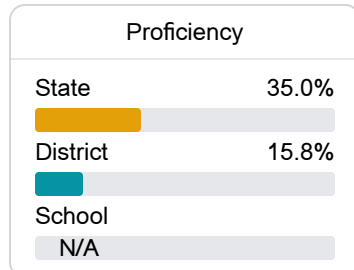 Proficiency
State 35.0%
District 15.8%
School
N/A